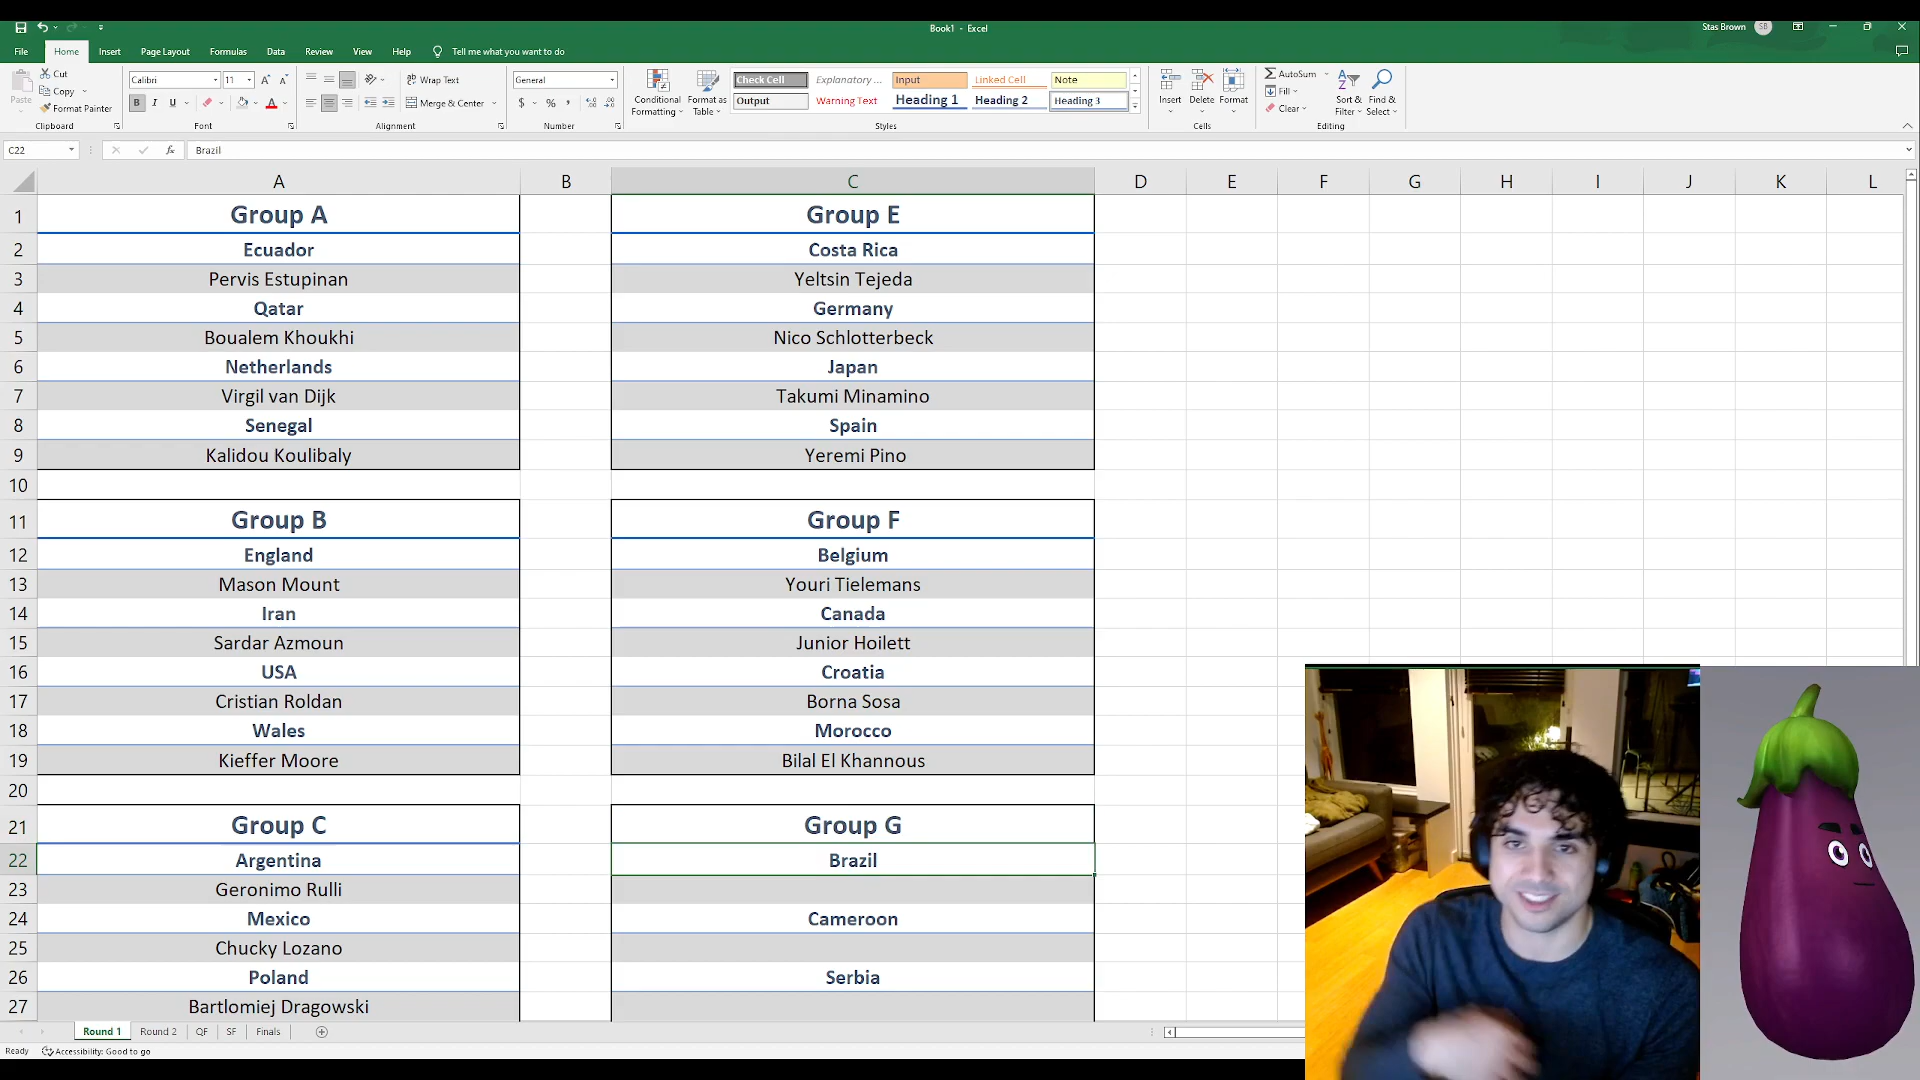 Book1 - Excel
Stas Brown
SB
File
Home
Insert
Page Layout
Formulas
Data
Review
View
Help
Tell me what you want to do
Paste
Cut
Copy
Format Painter
Clipboard
Calibri
11
B
I
U
Font
Wrap Text
Merge & Center
Alignment
General
$
%
Number
Conditional Formatting
Format as Table
Check Cell
Explanatory ...
Input
Linked Cell
Note
Output
Warning Text
Heading 1
Heading 2
Heading 3
Styles
Insert
Delete
Format
Cells
AutoSum
Fill
Clear
Sort & Filter
Find & Select
Editing
C22
fx
Brazil
A B C D E F G H I J K L
1 Group A Group E
2 Ecuador Costa Rica
3 Pervis Estupinan Yeltsin Tejeda
4 Qatar Germany
5 Boualem Khoukhi Nico Schlotterbeck
6 Netherlands Japan
7 Virgil van Dijk Takumi Minamino
8 Senegal Spain
9 Kalidou Koulibaly Yeremi Pino
10
11 Group B Group F
12 England Belgium
13 Mason Mount Youri Tielemans
14 Iran Canada
15 Sardar Azmoun Junior Hoilett
16 USA Croatia
17 Cristian Roldan Borna Sosa
18 Wales Morocco
19 Kieffer Moore Bilal El Khannous
20
21 Group C Group G
22 Argentina Brazil
23 Geronimo Rulli
24 Mexico Cameroon
25 Chucky Lozano
26 Poland Serbia
27 Bartlomiej Dragowski
Round 1
Round 2
QF
SF
Finals
Ready
Accessibility: Good to go